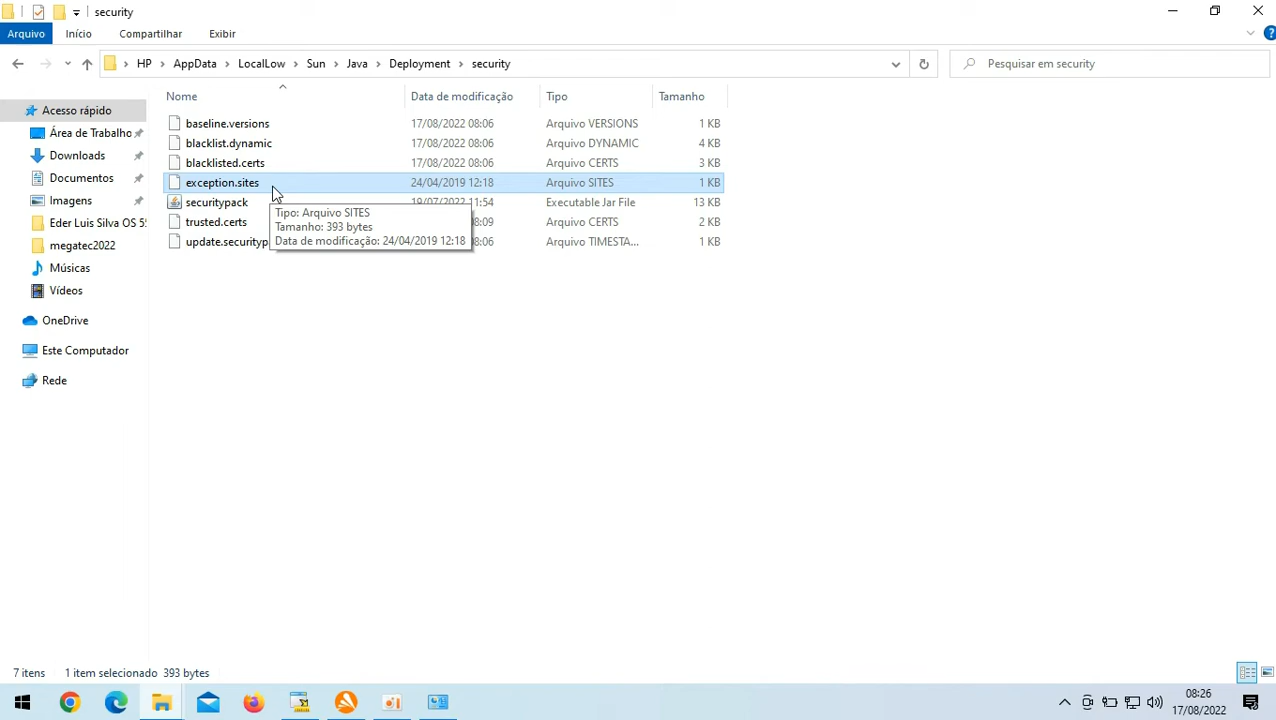 security
Arquivo
Início
Compartilhar
Exibir
HP > AppData > LocalLow > Sun > Java > Deployment > security
Pesquisar em security
Nome
Data de modificação
Tipo
Tamanho
Acesso rápido
Área de Trabalho
Downloads
Documentos
Imagens
Eder Luis Silva OS 5
megatec2022
Músicas
Vídeos
OneDrive
Este Computador
Rede
baseline.versions 17/08/2022 08:06 Arquivo VERSIONS 1 KB
blacklist.dynamic 17/08/2022 08:06 Arquivo DYNAMIC 4 KB
blacklisted.certs 17/08/2022 08:06 Arquivo CERTS 3 KB
exception.sites 24/04/2019 12:18 Arquivo SITES 1 KB
securitypack 19/07/2022 11:54 Executable Jar File 13 KB
trusted.certs 08:09 Arquivo CERTS 2 KB
update.securityp 08:06 Arquivo TIMESTA... 1 KB
Tipo: Arquivo SITES
Tamanho: 393 bytes
Data de modificação: 24/04/2019 12:18
7 itens
1 item selecionado 393 bytes
08:26
17/08/2022